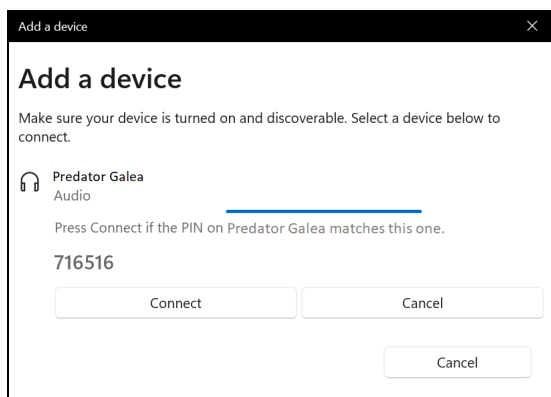 Add a device
Add a device
Make sure your device is turned on and discoverable. Select a device below to
connect.
Predator Galea
Audio
Press Connect if the PIN on Predator Galea matches this one.
716516
Connect Cancel
Cancel